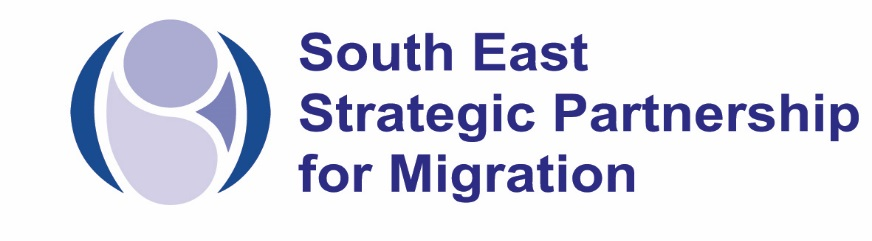 South East
Strategic Partnership
for Migration